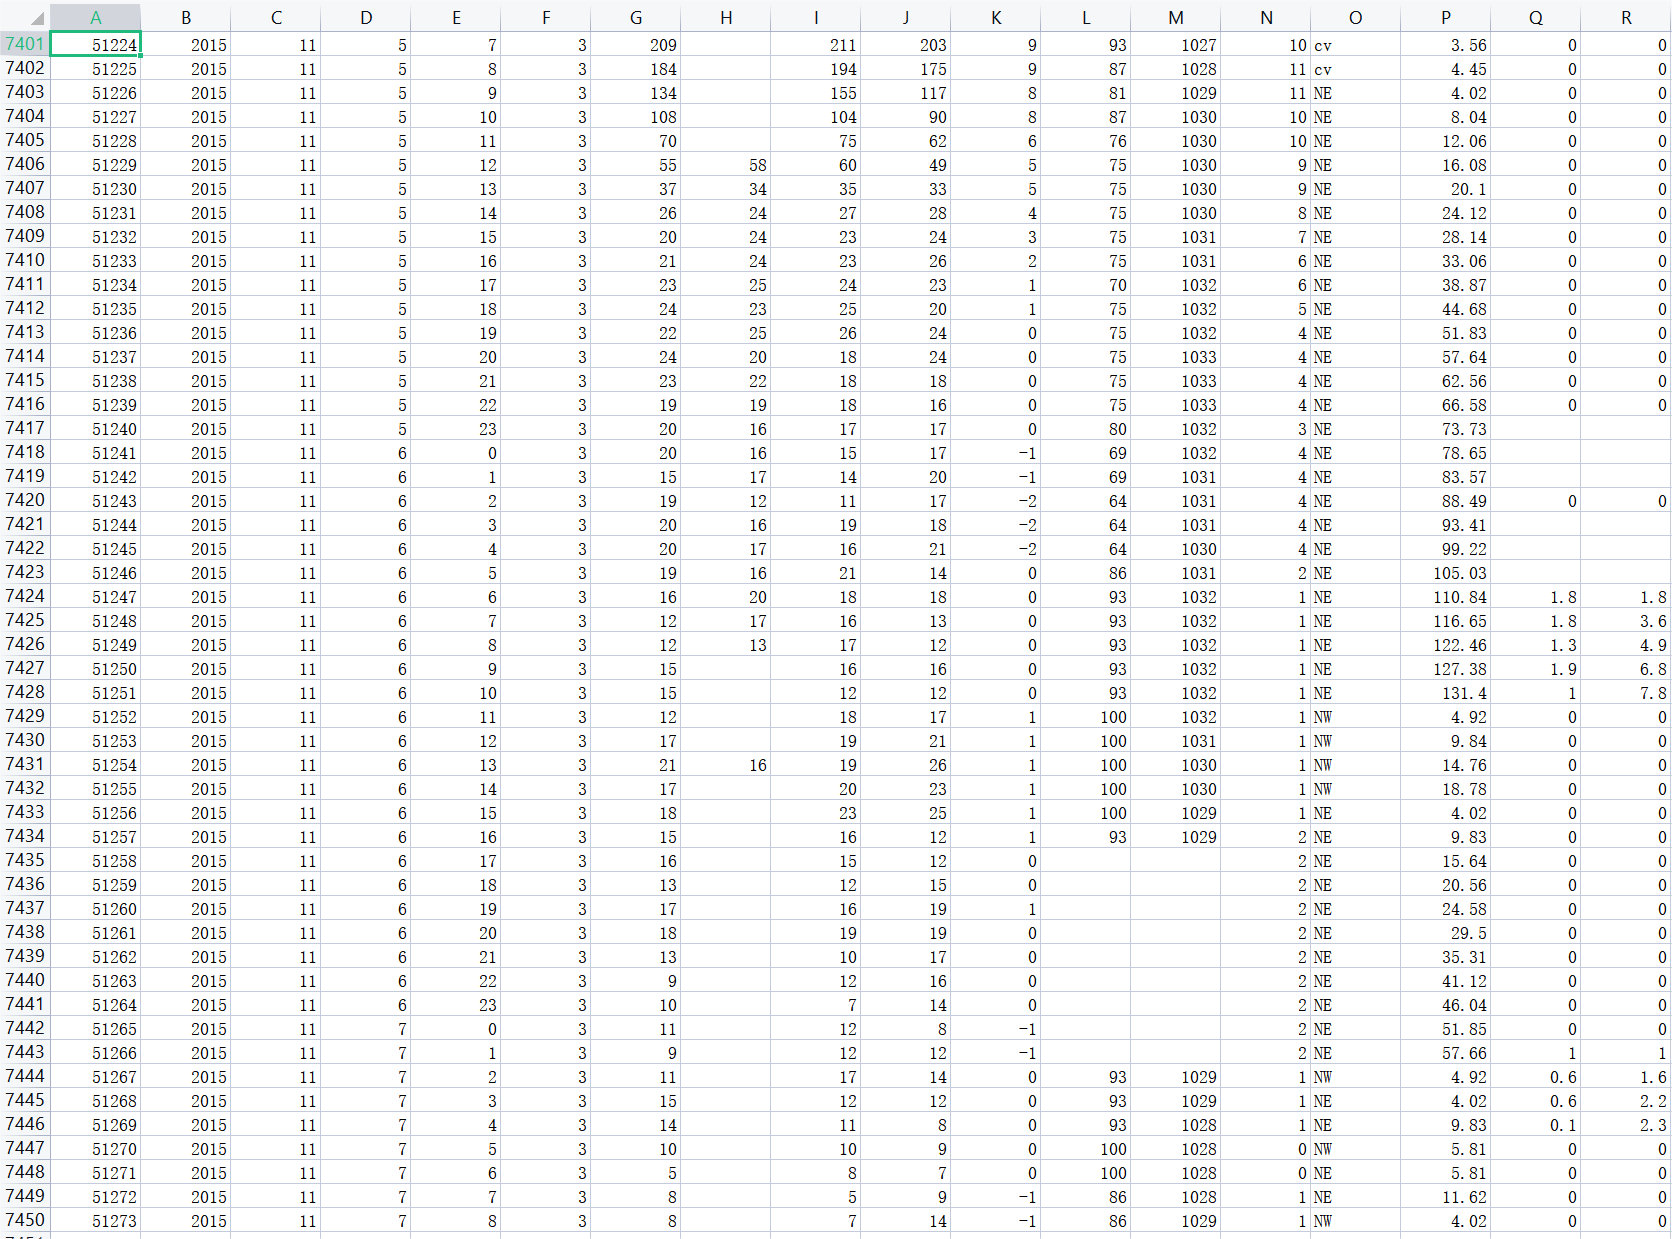 A B C D E F G H I J K L M N O P Q R
7401 51224 2015 11 5 7 3 209 211 203 9 93 1027 10 cv 3.56 0 0
7402 51225 2015 11 5 8 3 184 194 175 9 87 1028 11 cv 4.45 0 0
7403 51226 2015 11 5 9 3 134 155 117 8 81 1029 11 NE 4.02 0 0
7404 51227 2015 11 5 10 3 108 104 90 8 87 1030 10 NE 8.04 0 0
7405 51228 2015 11 5 11 3 70 75 62 6 76 1030 10 NE 12.06 0 0
7406 51229 2015 11 5 12 3 55 58 60 49 5 75 1030 9 NE 16.08 0 0
7407 51230 2015 11 5 13 3 37 34 35 33 5 75 1030 9 NE 20.1 0 0
7408 51231 2015 11 5 14 3 26 24 27 28 4 75 1030 8 NE 24.12 0 0
7409 51232 2015 11 5 15 3 20 24 23 24 3 75 1031 7 NE 28.14 0 0
7410 51233 2015 11 5 16 3 21 24 23 26 2 75 1031 6 NE 33.06 0 0
7411 51234 2015 11 5 17 3 23 25 24 23 1 70 1032 6 NE 38.87 0 0
7412 51235 2015 11 5 18 3 24 23 25 20 1 75 1032 5 NE 44.68 0 0
7413 51236 2015 11 5 19 3 22 25 26 24 0 75 1032 4 NE 51.83 0 0
7414 51237 2015 11 5 20 3 24 20 18 24 0 75 1033 4 NE 57.64 0 0
7415 51238 2015 11 5 21 3 23 22 18 18 0 75 1033 4 NE 62.56 0 0
7416 51239 2015 11 5 22 3 19 19 18 16 0 75 1033 4 NE 66.58 0 0
7417 51240 2015 11 5 23 3 20 16 17 17 0 80 1032 3 NE 73.73
7418 51241 2015 11 6 0 3 20 16 15 17 -1 69 1032 4 NE 78.65
7419 51242 2015 11 6 1 3 15 17 14 20 -1 69 1031 4 NE 83.57
7420 51243 2015 11 6 2 3 19 12 11 17 -2 64 1031 4 NE 88.49 0 0
7421 51244 2015 11 6 3 3 20 16 19 18 -2 64 1031 4 NE 93.41
7422 51245 2015 11 6 4 3 20 17 16 21 -2 64 1030 4 NE 99.22
7423 51246 2015 11 6 5 3 19 16 21 14 0 86 1031 2 NE 105.03
7424 51247 2015 11 6 6 3 16 20 18 18 0 93 1032 1 NE 110.84 1.8 1.8
7425 51248 2015 11 6 7 3 12 17 16 13 0 93 1032 1 NE 116.65 1.8 3.6
7426 51249 2015 11 6 8 3 12 13 17 12 0 93 1032 1 NE 122.46 1.3 4.9
7427 51250 2015 11 6 9 3 15 16 16 0 93 1032 1 NE 127.38 1.9 6.8
7428 51251 2015 11 6 10 3 15 12 12 0 93 1032 1 NE 131.4 1 7.8
7429 51252 2015 11 6 11 3 12 18 17 1 100 1032 1 NW 4.92 0 0
7430 51253 2015 11 6 12 3 17 19 21 1 100 1031 1 NW 9.84 0 0
7431 51254 2015 11 6 13 3 21 16 19 26 1 100 1030 1 NW 14.76 0 0
7432 51255 2015 11 6 14 3 17 20 23 1 100 1030 1 NW 18.78 0 0
7433 51256 2015 11 6 15 3 18 23 25 1 100 1029 1 NE 4.02 0 0
7434 51257 2015 11 6 16 3 15 16 12 1 93 1029 2 NE 9.83 0 0
7435 51258 2015 11 6 17 3 16 15 12 0 2 NE 15.64 0 0
7436 51259 2015 11 6 18 3 13 12 15 0 2 NE 20.56 0 0
7437 51260 2015 11 6 19 3 17 16 19 1 2 NE 24.58 0 0
7438 51261 2015 11 6 20 3 18 19 19 0 2 NE 29.5 0 0
7439 51262 2015 11 6 21 3 13 10 17 0 2 NE 35.31 0 0
7440 51263 2015 11 6 22 3 9 12 16 0 2 NE 41.12 0 0
7441 51264 2015 11 6 23 3 10 7 14 0 2 NE 46.04 0 0
7442 51265 2015 11 7 0 3 11 12 8 -1 2 NE 51.85 0 0
7443 51266 2015 11 7 1 3 9 12 12 -1 2 NE 57.66 1 1
7444 51267 2015 11 7 2 3 11 17 14 0 93 1029 1 NW 4.92 0.6 1.6
7445 51268 2015 11 7 3 3 15 12 12 0 93 1029 1 NE 4.02 0.6 2.2
7446 51269 2015 11 7 4 3 14 11 8 0 93 1028 1 NE 9.83 0.1 2.3
7447 51270 2015 11 7 5 3 10 10 9 0 100 1028 0 NW 5.81 0 0
7448 51271 2015 11 7 6 3 5 8 7 0 100 1028 0 NE 5.81 0 0
7449 51272 2015 11 7 7 3 8 5 9 -1 86 1028 1 NE 11.62 0 0
7450 51273 2015 11 7 8 3 8 7 14 -1 86 1029 1 NW 4.02 0 0